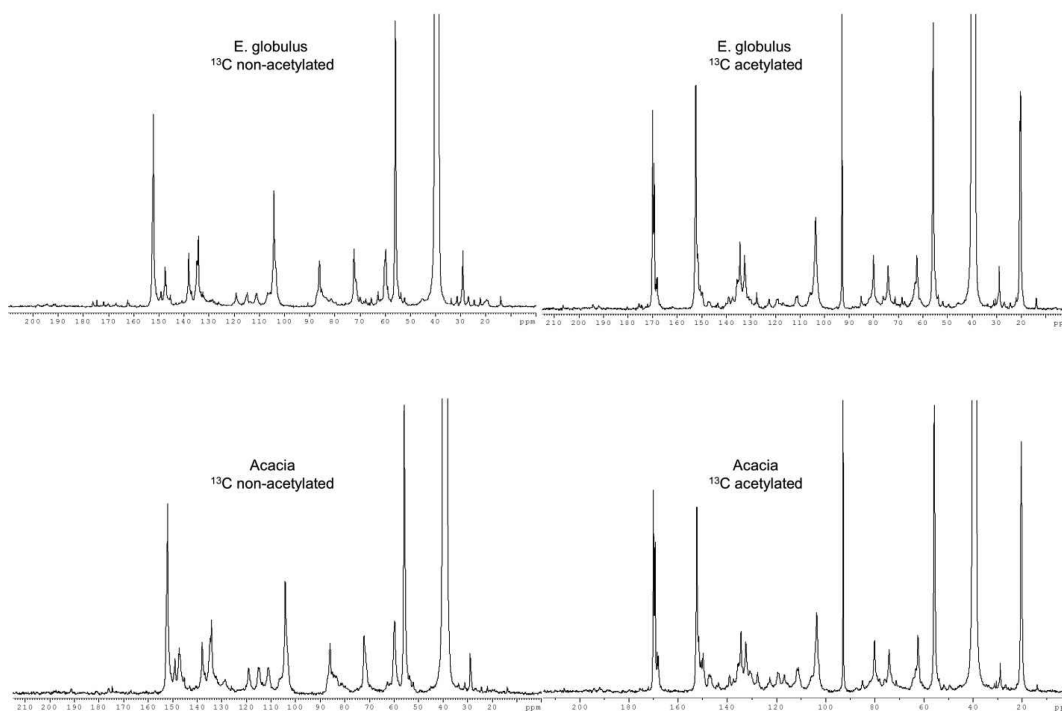 E. globulus
¹³C non-acetylated
200 190 180 170 160 150 140 130 120 110 100 90 80 70 60 50 40 30 20 ppm
E. globulus
¹³C acetylated
210 200 190 180 170 160 150 140 130 120 110 100 90 80 70 60 50 40 30 20 pp
Acacia
¹³C non-acetylated
210 200 190 180 170 160 150 140 130 120 110 100 90 80 70 60 50 40 30 20 ppm
Acacia
¹³C acetylated
200 180 160 140 120 100 80 60 40 20 pp